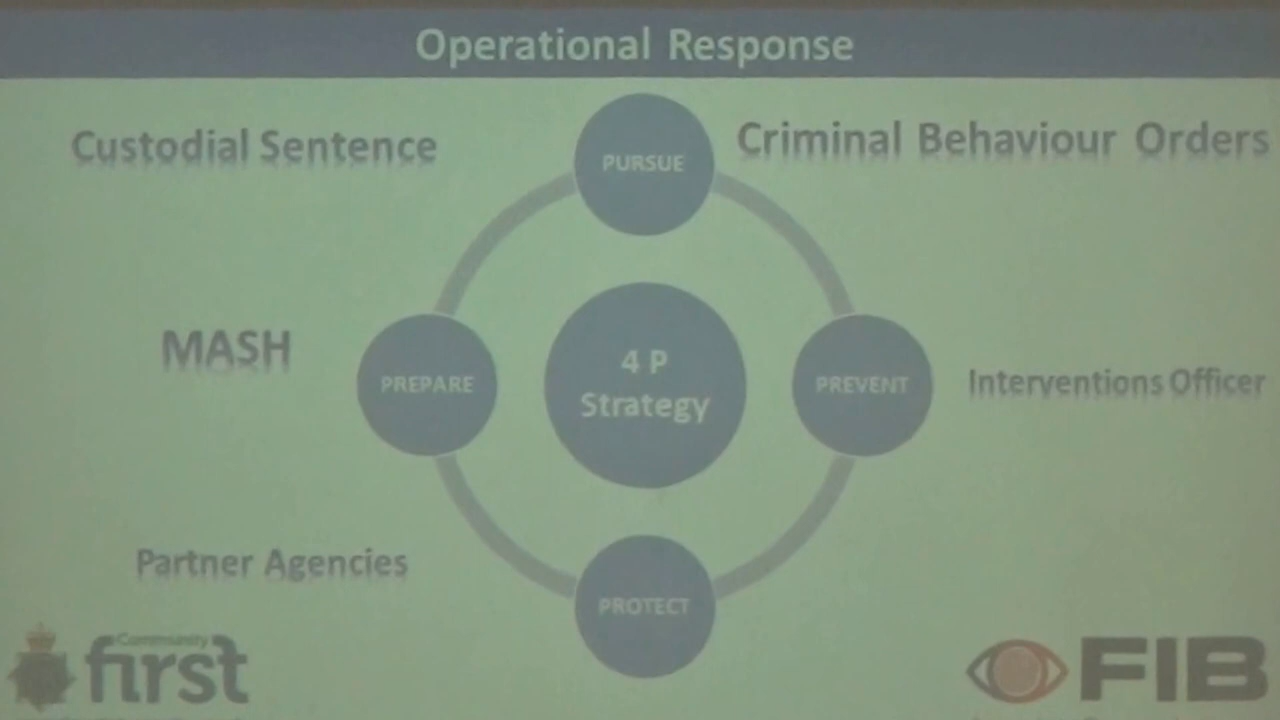 Operational Response
Custodial Sentence
PURSUE
Criminal Behaviour Orders
MASH
PREPARE
4 P
Strategy
PREVENT
Interventions Officer
Partner Agencies
PROTECT
Community
first
FIB